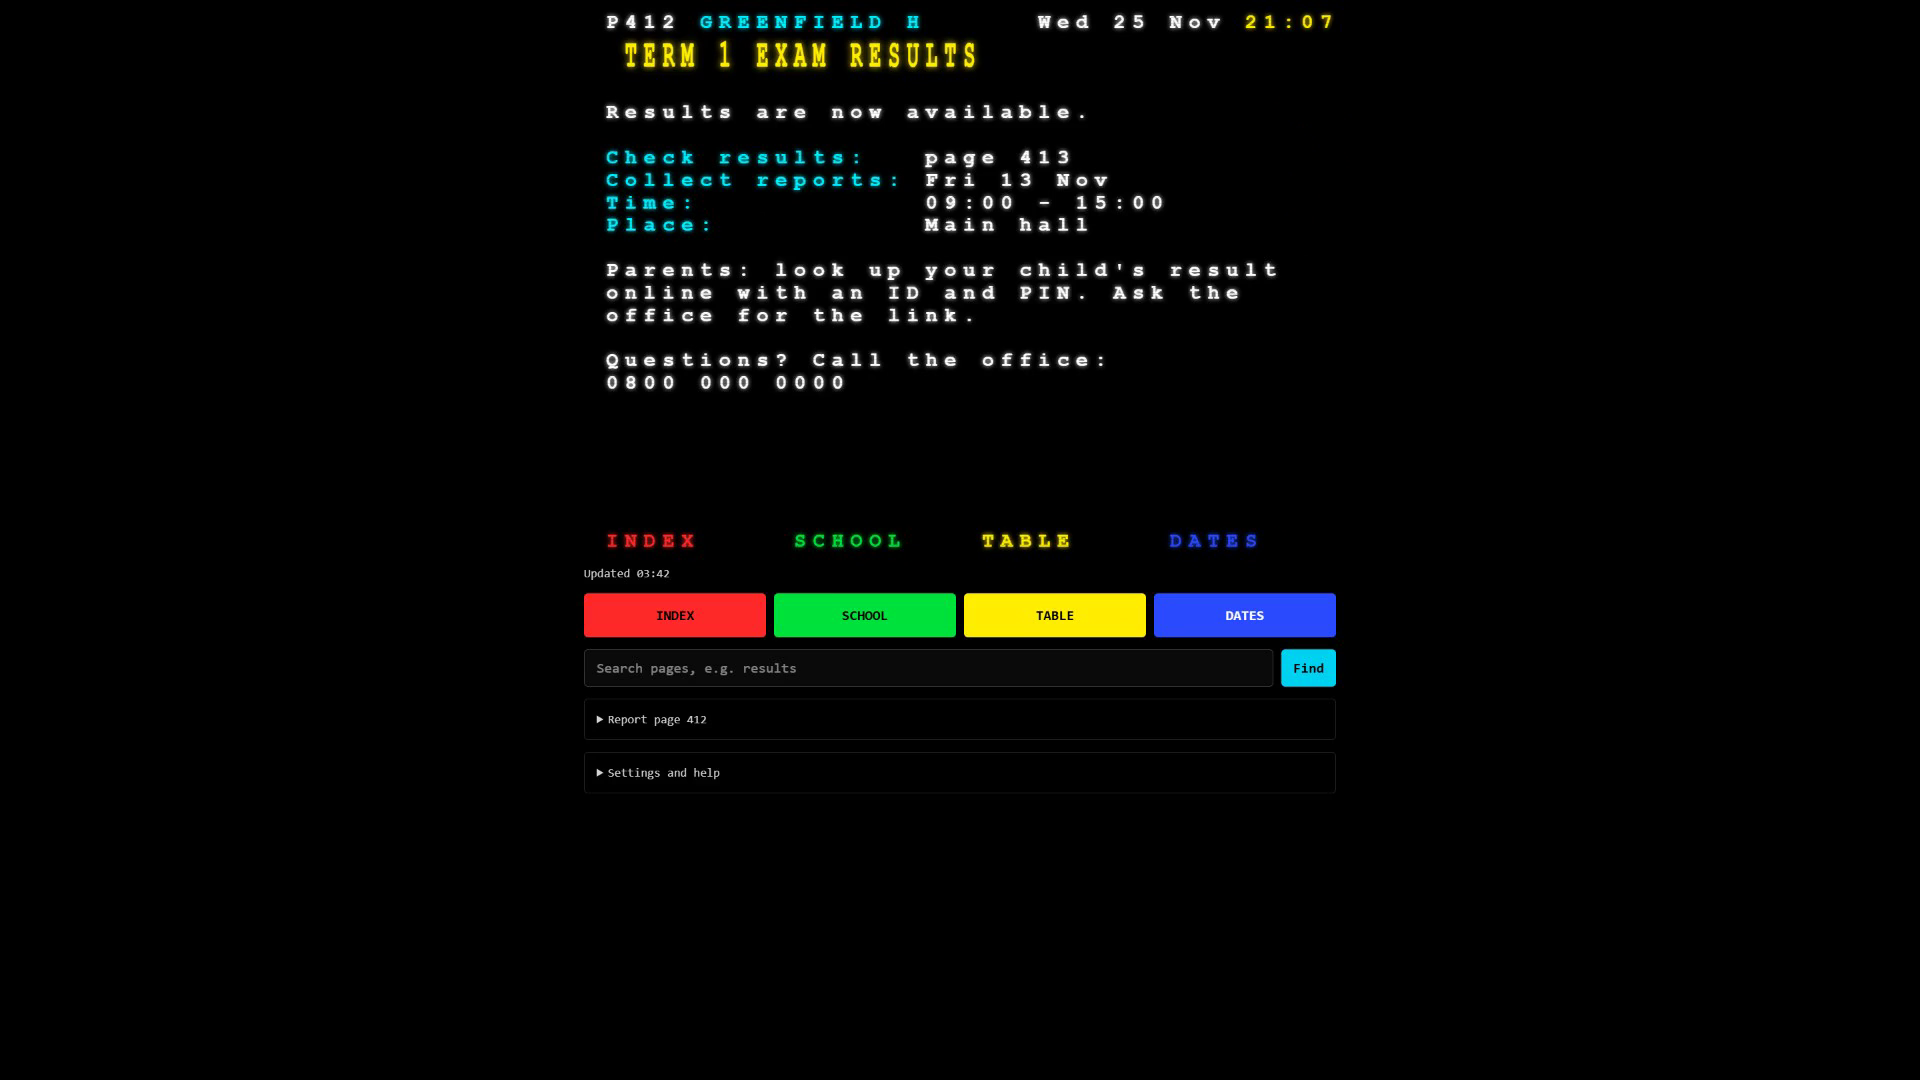 P412 GREENFIELD H Wed 25 Nov 21:07
TERM 1 EXAM RESULTS
Results are now available.
Check results: page 413
Collect reports: Fri 13 Nov
Time: 09:00 - 15:00
Place: Main hall
Parents: look up your child's result
online with an ID and PIN. Ask the
office for the link.
Questions? Call the office:
0800 000 0000
INDEX SCHOOL TABLE DATES
Updated 03:42
INDEX SCHOOL TABLE DATES
Search pages, e.g. results Find
Report page 412
Settings and help